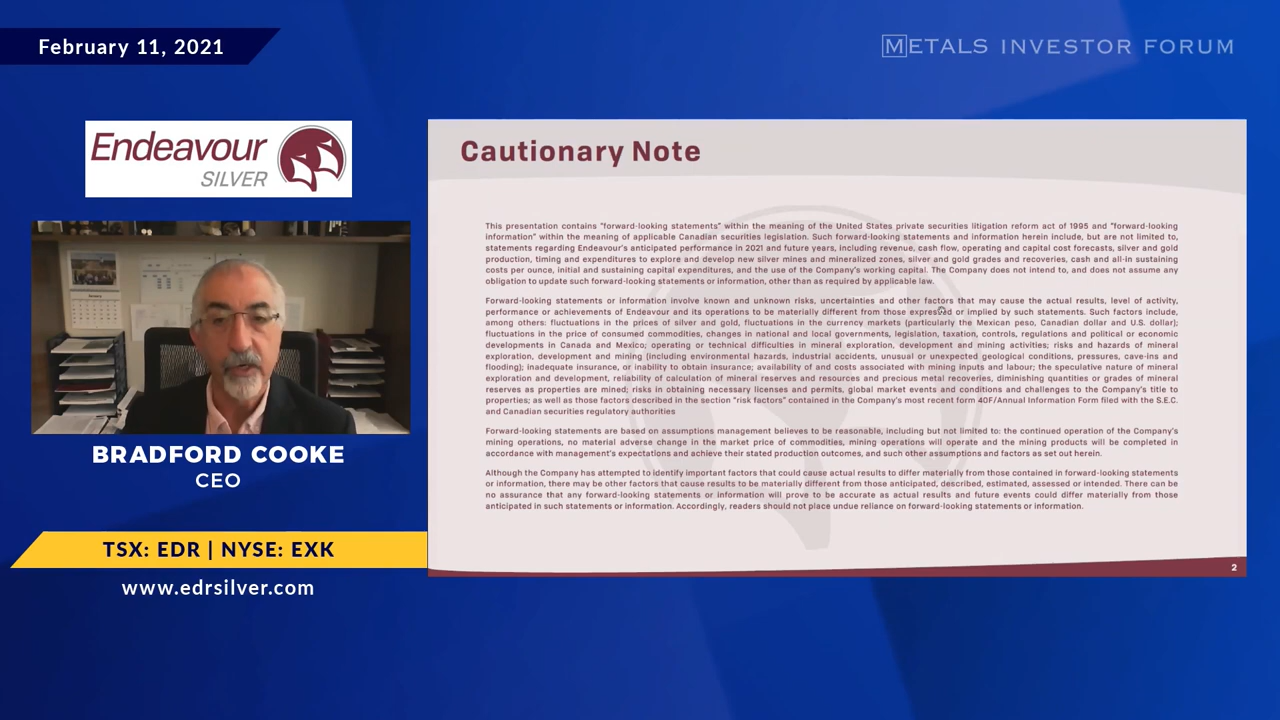 February 11, 2021
METALS INVESTOR FORUM
Endeavour
SILVER
January
BRADFORD COOKE
CEO
TSX: EDR | NYSE: EXK
www.edrsilver.com
Cautionary Note
This presentation contains "forward-looking statements" within the meaning of the United States private securities litigation reform act of 1995 and "forward-looking
information" within the meaning of applicable Canadian securities legislation. Such forward-looking statements and information herein include, but are not limited to,
statements regarding Endeavour's anticipated performance in 2021 and future years, including revenue, cash flow, operating and capital cost forecasts, silver and gold
production, timing and expenditures to explore and develop new silver mines and mineralized zones, silver and gold grades and recoveries, cash and all-in sustaining
costs per ounce, initial and sustaining capital expenditures, and the use of the Company's working capital. The Company does not intend to, and does not assume any
obligation to update such forward-looking statements or information, other than as required by applicable law.
Forward-looking statements or information involve known and unknown risks, uncertainties and other factors that may cause the actual results, level of activity,
performance or achievements of Endeavour and its operations to be materially different from those expressed or implied by such statements. Such factors include,
among others: fluctuations in the prices of silver and gold, fluctuations in the currency markets (particularly the Mexican peso, Canadian dollar and U.S. dollar);
fluctuations in the price of consumed commodities, changes in national and local governments, legislation, taxation, controls, regulations and political or economic
developments in Canada and Mexico; operating or technical difficulties in mineral exploration, development and mining activities; risks and hazards of mineral
exploration, development and mining (including environmental hazards, industrial accidents, unusual or unexpected geological conditions, pressures, cave-ins and
flooding); inadequate insurance, or inability to obtain insurance; availability of and costs associated with mining inputs and labour; the speculative nature of mineral
exploration and development, reliability of calculation of mineral reserves and resources and precious metal recoveries, diminishing quantities or grades of mineral
reserves as properties are mined; risks in obtaining necessary licenses and permits, global market events and conditions and challenges to the Company's title to
properties; as well as those factors described in the section "risk factors" contained in the Company's most recent form 40F/Annual Information Form filed with the S.E.C.
and Canadian securities regulatory authorities
Forward-looking statements are based on assumptions management believes to be reasonable, including but not limited to: the continued operation of the Company's
mining operations, no material adverse change in the market price of commodities, mining operations will operate and the mining products will be completed in
accordance with management's expectations and achieve their stated production outcomes, and such other assumptions and factors as set out herein.
Although the Company has attempted to identify important factors that could cause actual results to differ materially from those contained in forward-looking statements
or information, there may be other factors that cause results to be materially different from those anticipated, described, estimated, assessed or intended. There can be
no assurance that any forward-looking statements or information will prove to be accurate as actual results and future events could differ materially from those
anticipated in such statements or information. Accordingly, readers should not place undue reliance on forward-looking statements or information.
2